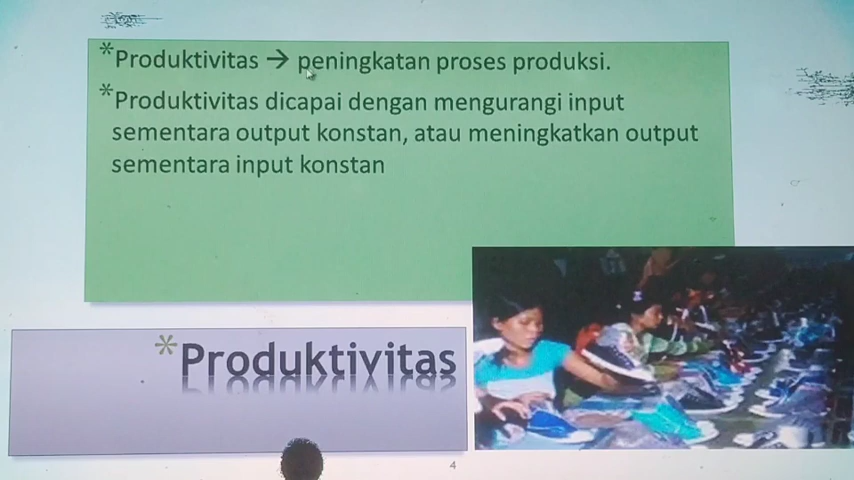 *Produktivitas → peningkatan proses produksi.
*Produktivitas dicapai dengan mengurangi input
sementara output konstan, atau meningkatkan output
sementara input konstan
*Produktivitas
4